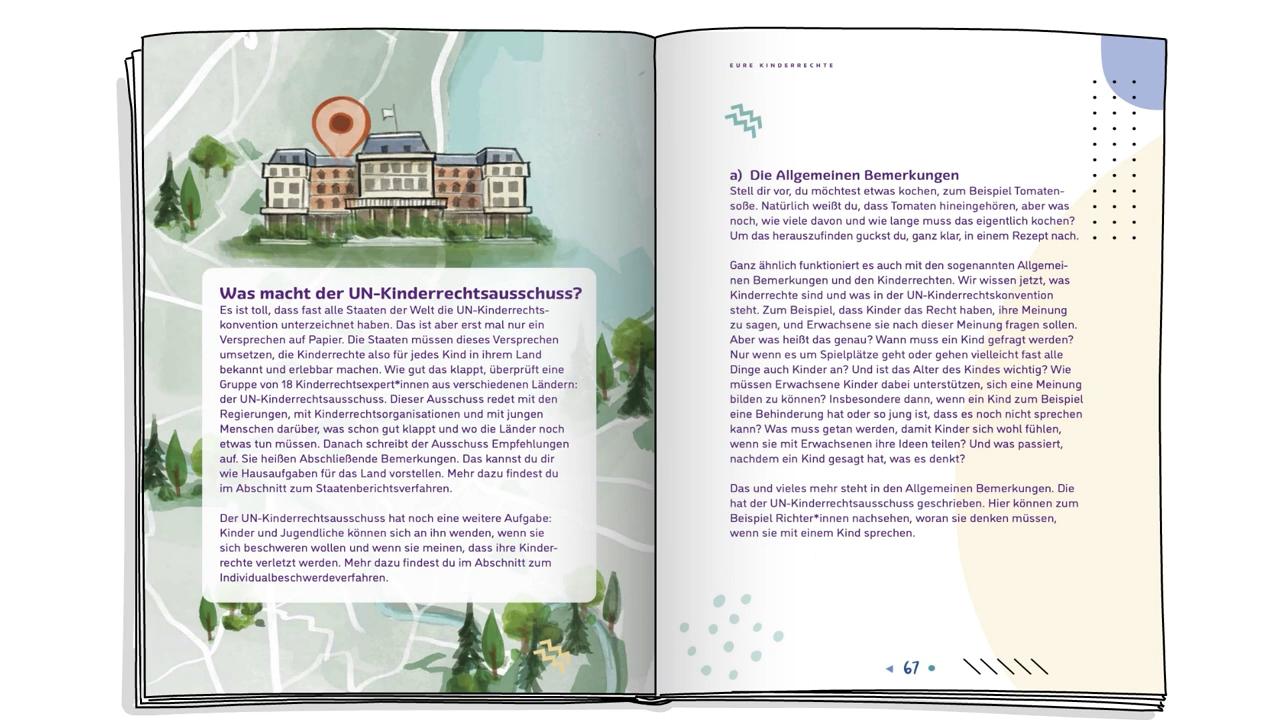 Was macht der UN-Kinderrechtsausschuss?
Es ist toll, dass fast alle Staaten der Welt die UN-Kinderrechts-
konvention unterzeichnet haben. Das ist aber erst mal nur ein
Versprechen auf Papier. Die Staaten müssen dieses Versprechen
umsetzen, die Kinderrechte also für jedes Kind in ihrem Land
bekannt und erlebbar machen. Wie gut das klappt, überprüft eine
Gruppe von 18 Kinderrechtsexpert*innen aus verschiedenen Ländern:
der UN-Kinderrechtsausschuss. Dieser Ausschuss redet mit den
Regierungen, mit Kinderrechtsorganisationen und mit jungen
Menschen darüber, was schon gut klappt und wo die Länder noch
etwas tun müssen. Danach schreibt der Ausschuss Empfehlungen
auf. Sie heißen Abschließende Bemerkungen. Das kannst du dir
wie Hausaufgaben für das Land vorstellen. Mehr dazu findest du
im Abschnitt zum Staatenberichtsverfahren.
Der UN-Kinderrechtsausschuss hat noch eine weitere Aufgabe:
Kinder und Jugendliche können sich an ihn wenden, wenn sie
sich beschweren wollen und wenn sie meinen, dass ihre Kinder-
rechte verletzt werden. Mehr dazu findest du im Abschnitt zum
Individualbeschwerdeverfahren.
EURE KINDERRECHTE
a) Die Allgemeinen Bemerkungen
Stell dir vor, du möchtest etwas kochen, zum Beispiel Tomaten-
soße. Natürlich weißt du, dass Tomaten hineingehören, aber was
noch, wie viele davon und wie lange muss das eigentlich kochen?
Um das herauszufinden guckst du, ganz klar, in einem Rezept nach.
Ganz ähnlich funktioniert es auch mit den sogenannten Allgemei-
nen Bemerkungen und den Kinderrechten. Wir wissen jetzt, was
Kinderrechte sind und was in der UN-Kinderrechtskonvention
steht. Zum Beispiel, dass Kinder das Recht haben, ihre Meinung
zu sagen, und Erwachsene sie nach dieser Meinung fragen sollen.
Aber was heißt das genau? Wann muss ein Kind gefragt werden?
Nur wenn es um Spielplätze geht oder gehen vielleicht fast alle
Dinge auch Kinder an? Und ist das Alter des Kindes wichtig? Wie
müssen Erwachsene Kinder dabei unterstützen, sich eine Meinung
bilden zu können? Insbesondere dann, wenn ein Kind zum Beispiel
eine Behinderung hat oder so jung ist, dass es noch nicht sprechen
kann? Was muss getan werden, damit Kinder sich wohl fühlen,
wenn sie mit Erwachsenen ihre Ideen teilen? Und was passiert,
nachdem ein Kind gesagt hat, was es denkt?
Das und vieles mehr steht in den Allgemeinen Bemerkungen. Die
hat der UN-Kinderrechtsausschuss geschrieben. Hier können zum
Beispiel Richter*innen nachsehen, woran sie denken müssen,
wenn sie mit einem Kind sprechen.
67